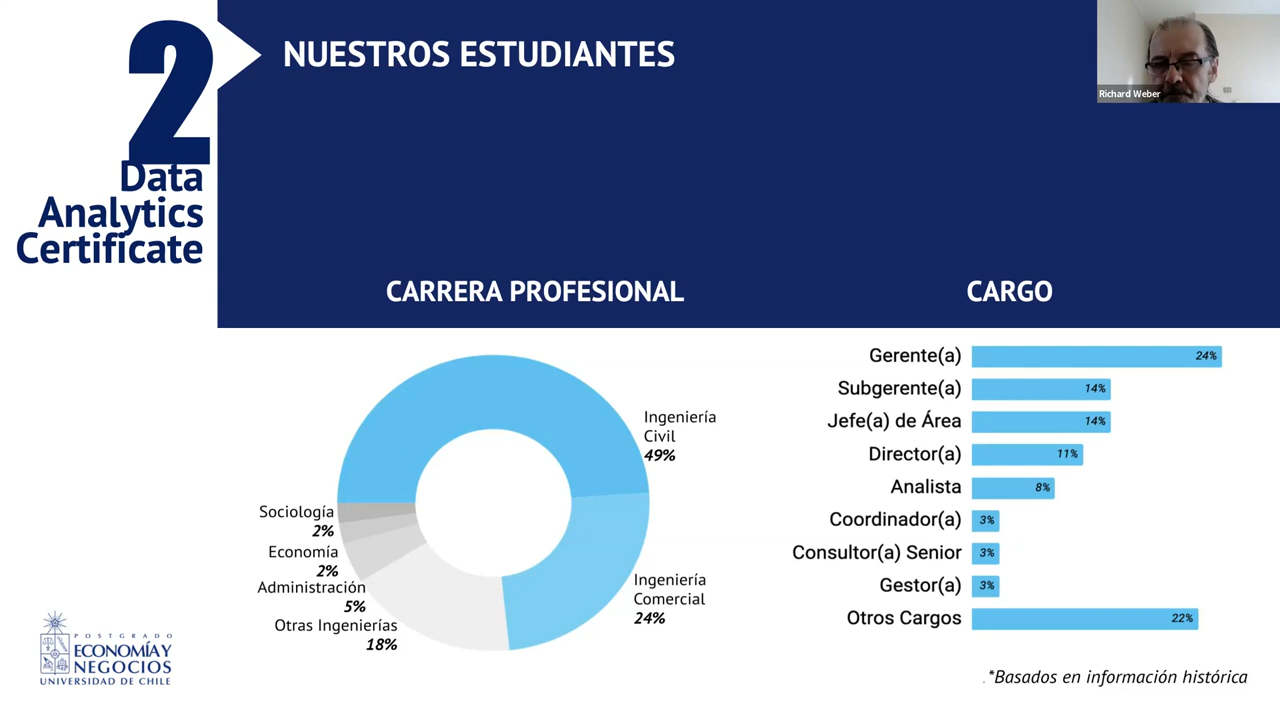 2
Data
Analytics
Certificate
NUESTROS ESTUDIANTES
Richard Weber
CARRERA PROFESIONAL
Ingeniería
Civil
49%
Ingeniería
Comercial
24%
Sociología
2%
Economía
2%
Administración
5%
Otras Ingenierías
18%
CARGO
Gerente(a) 24%
Subgerente(a) 14%
Jefe(a) de Área 14%
Director(a) 11%
Analista 8%
Coordinador(a) 3%
Consultor(a) Senior 3%
Gestor(a) 3%
Otros Cargos 22%
.*Basados en información histórica
POSTGRADO
ECONOMÍA Y
NEGOCIOS
UNIVERSIDAD DE CHILE